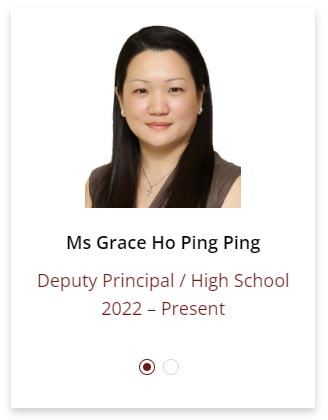 Ms Grace Ho Ping Ping
Deputy Principal / High School
2022 – Present